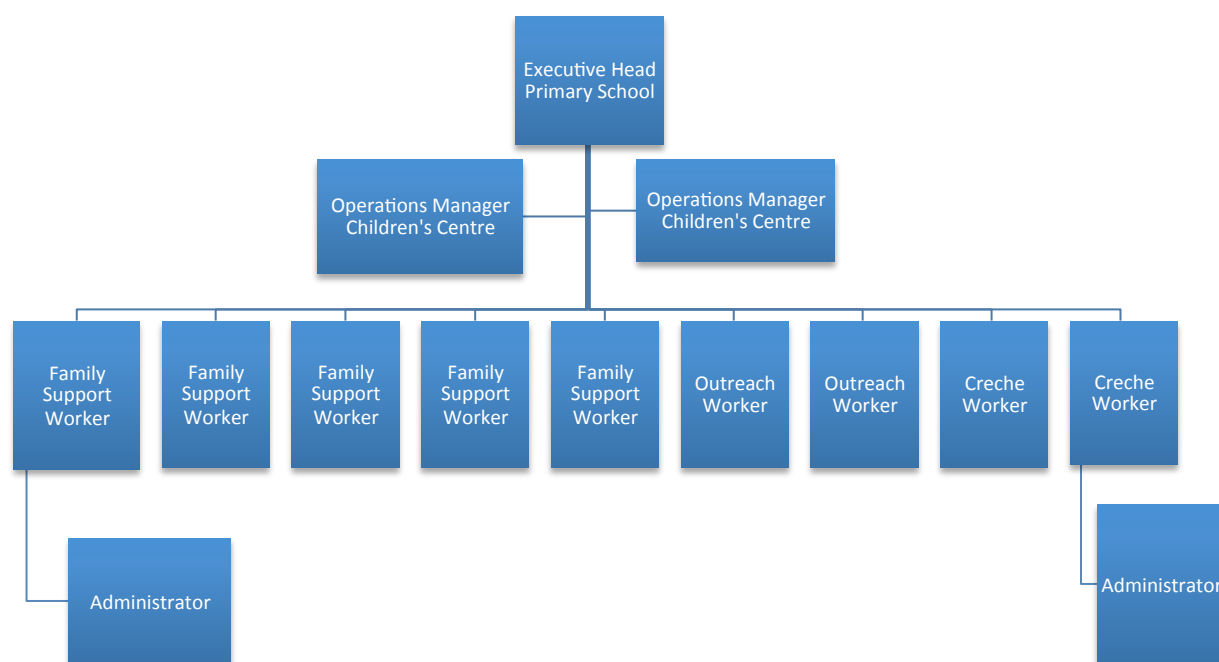 Executive Head
Primary School
Operations Manager
Children's Centre
Operations Manager
Children's Centre
Family
Support
Worker
Family
Support
Worker
Family
Support
Worker
Family
Support
Worker
Family
Support
Worker
Outreach
Worker
Outreach
Worker
Creche
Worker
Creche
Worker
Administrator
Administrator